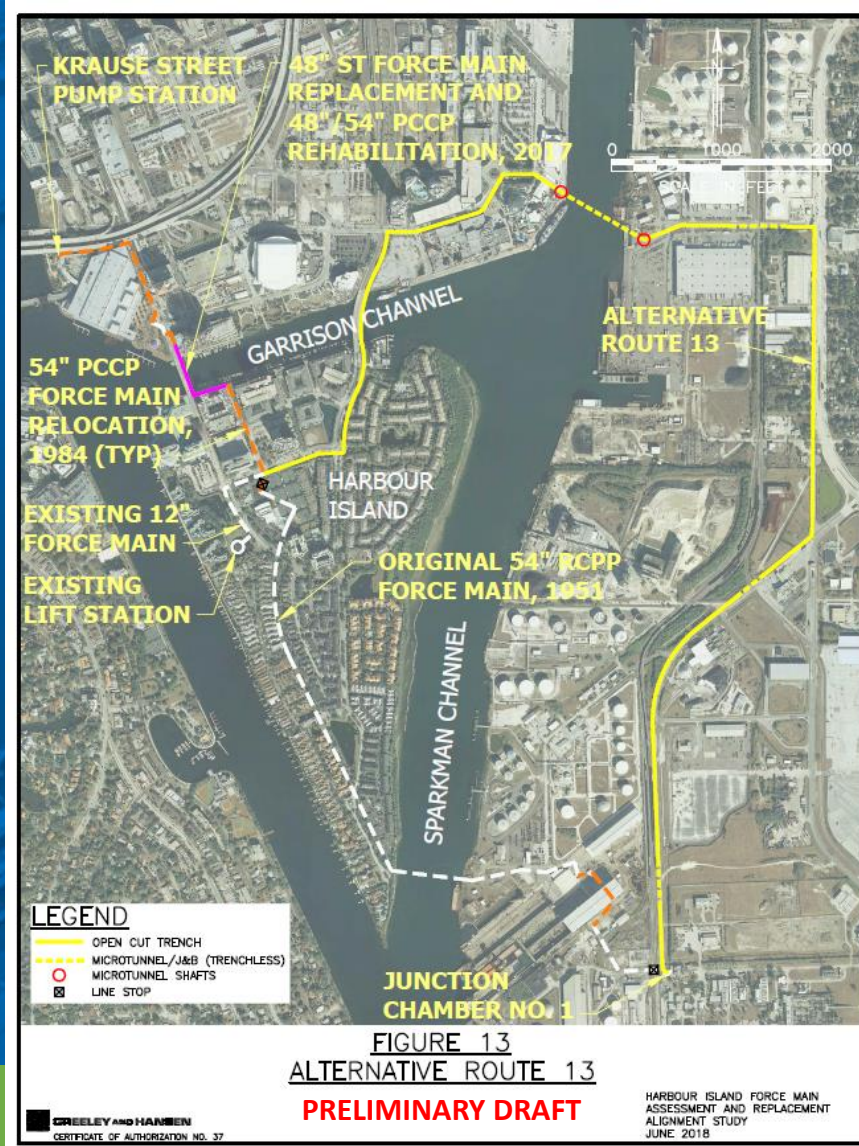 KRAUSE STREET
PUMP STATION
48" ST FORCE MAIN
REPLACEMENT AND
48"/54" PCCP
REHABILITATION, 2017
N
0 1000 2000
SCALE IN FEET
GARRISON CHANNEL
ALTERNATIVE
ROUTE 13
54" PCCP
FORCE MAIN
RELOCATION,
1984 (TYP)
HARBOUR
ISLAND
EXISTING 12"
FORCE MAIN
EXISTING
LIFT STATION
ORIGINAL 54" RCPP
FORCE MAIN, 1951
SPARKMAN CHANNEL
LEGEND
OPEN CUT TRENCH
MICROTUNNEL/J&B (TRENCHLESS)
MICROTUNNEL SHAFTS
LINE STOP
JUNCTION
CHAMBER NO. 1
FIGURE 13
ALTERNATIVE ROUTE 13
PRELIMINARY DRAFT
GREELEY AND HANSEN
CERTIFICATE OF AUTHORIZATION NO. 37
HARBOUR ISLAND FORCE MAIN
ASSESSMENT AND REPLACEMENT
ALIGNMENT STUDY
JUNE 2018